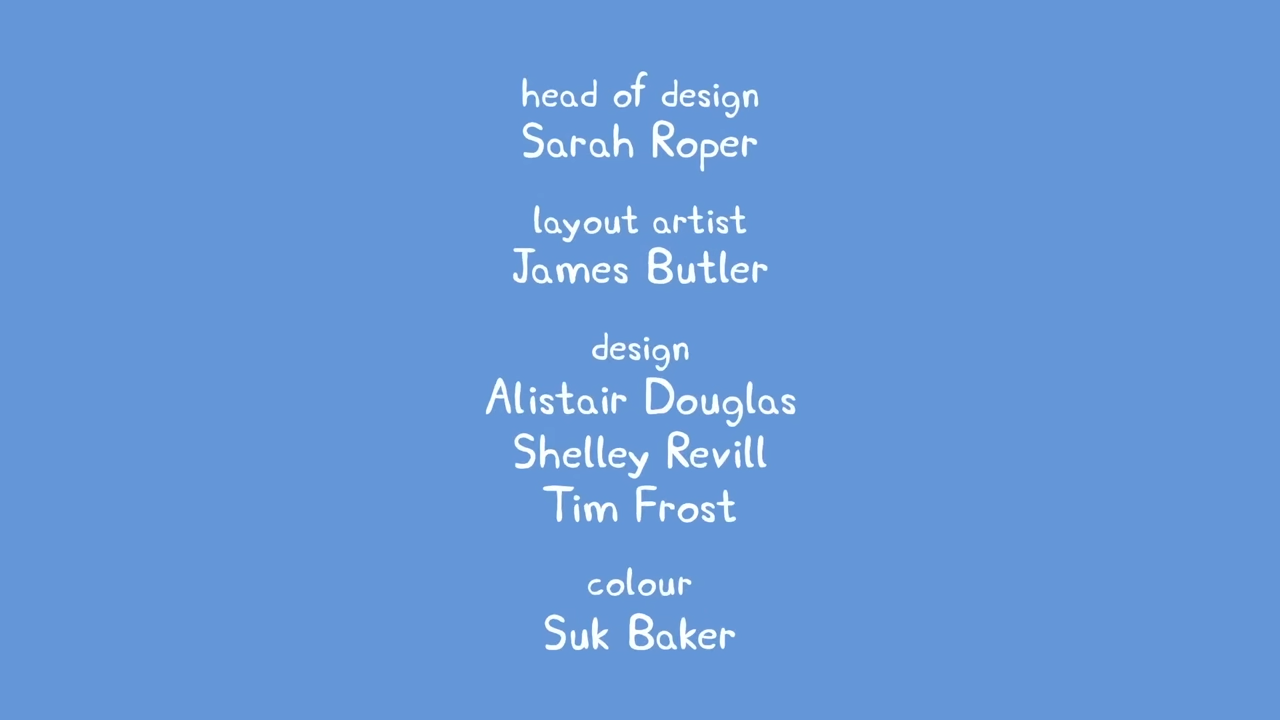 head of design
Sarah Roper
layout artist
James Butler
design
Alistair Douglas
Shelley Revill
Tim Frost
colour
Suk Baker